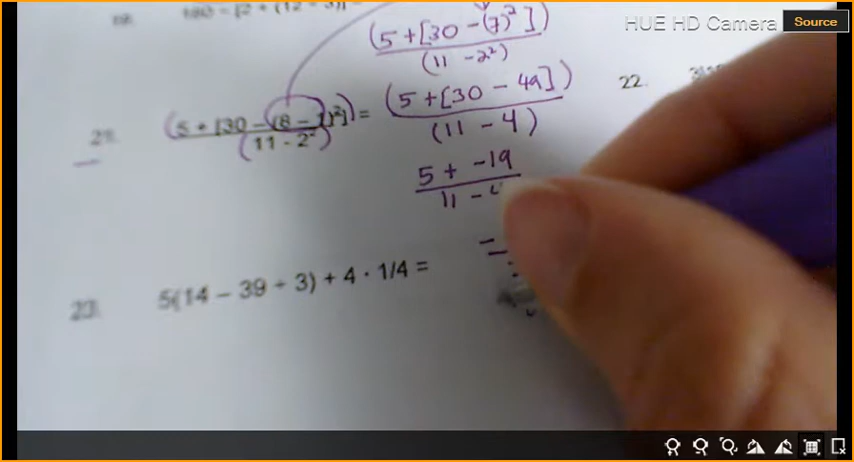 HUE HD Camera
Source
(5 + [30 - (7)²])
(11 - 2²)
22.
21.
(5 + [30 - (8 - 1)²]) =
(11 - 2²)
(5 + [30 - 49])
(11 - 4)
5 + -19
11 -
23.
5(14 – 39 ÷ 3) + 4 · 1/4 =